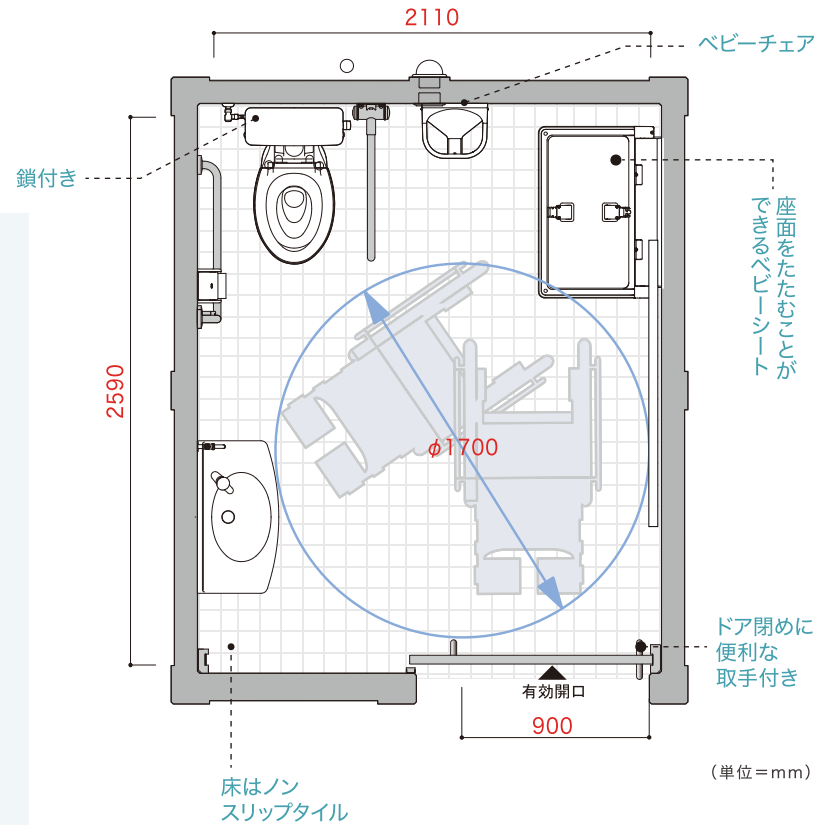 2110
ベビーチェア
鎖付き
座面をたたむことが
できるベビーシート
2590
φ1700
ドア閉めに
便利な
取手付き
有効開口
900
（単位＝mm）
床はノン
スリップタイル